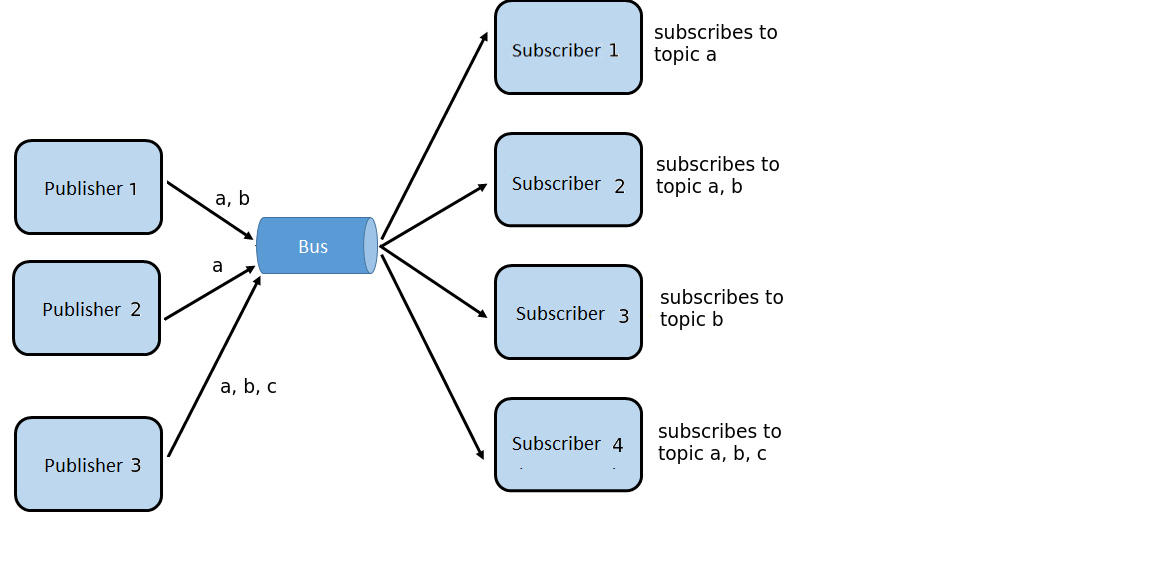 Subscriber 1
subscribes to
topic a
Publisher 1
a, b
Subscriber 2
subscribes to
topic a, b
Bus
a
Publisher 2
Subscriber 3
subscribes to
topic b
a, b, c
Publisher 3
Subscriber 4
subscribes to
topic a, b, c